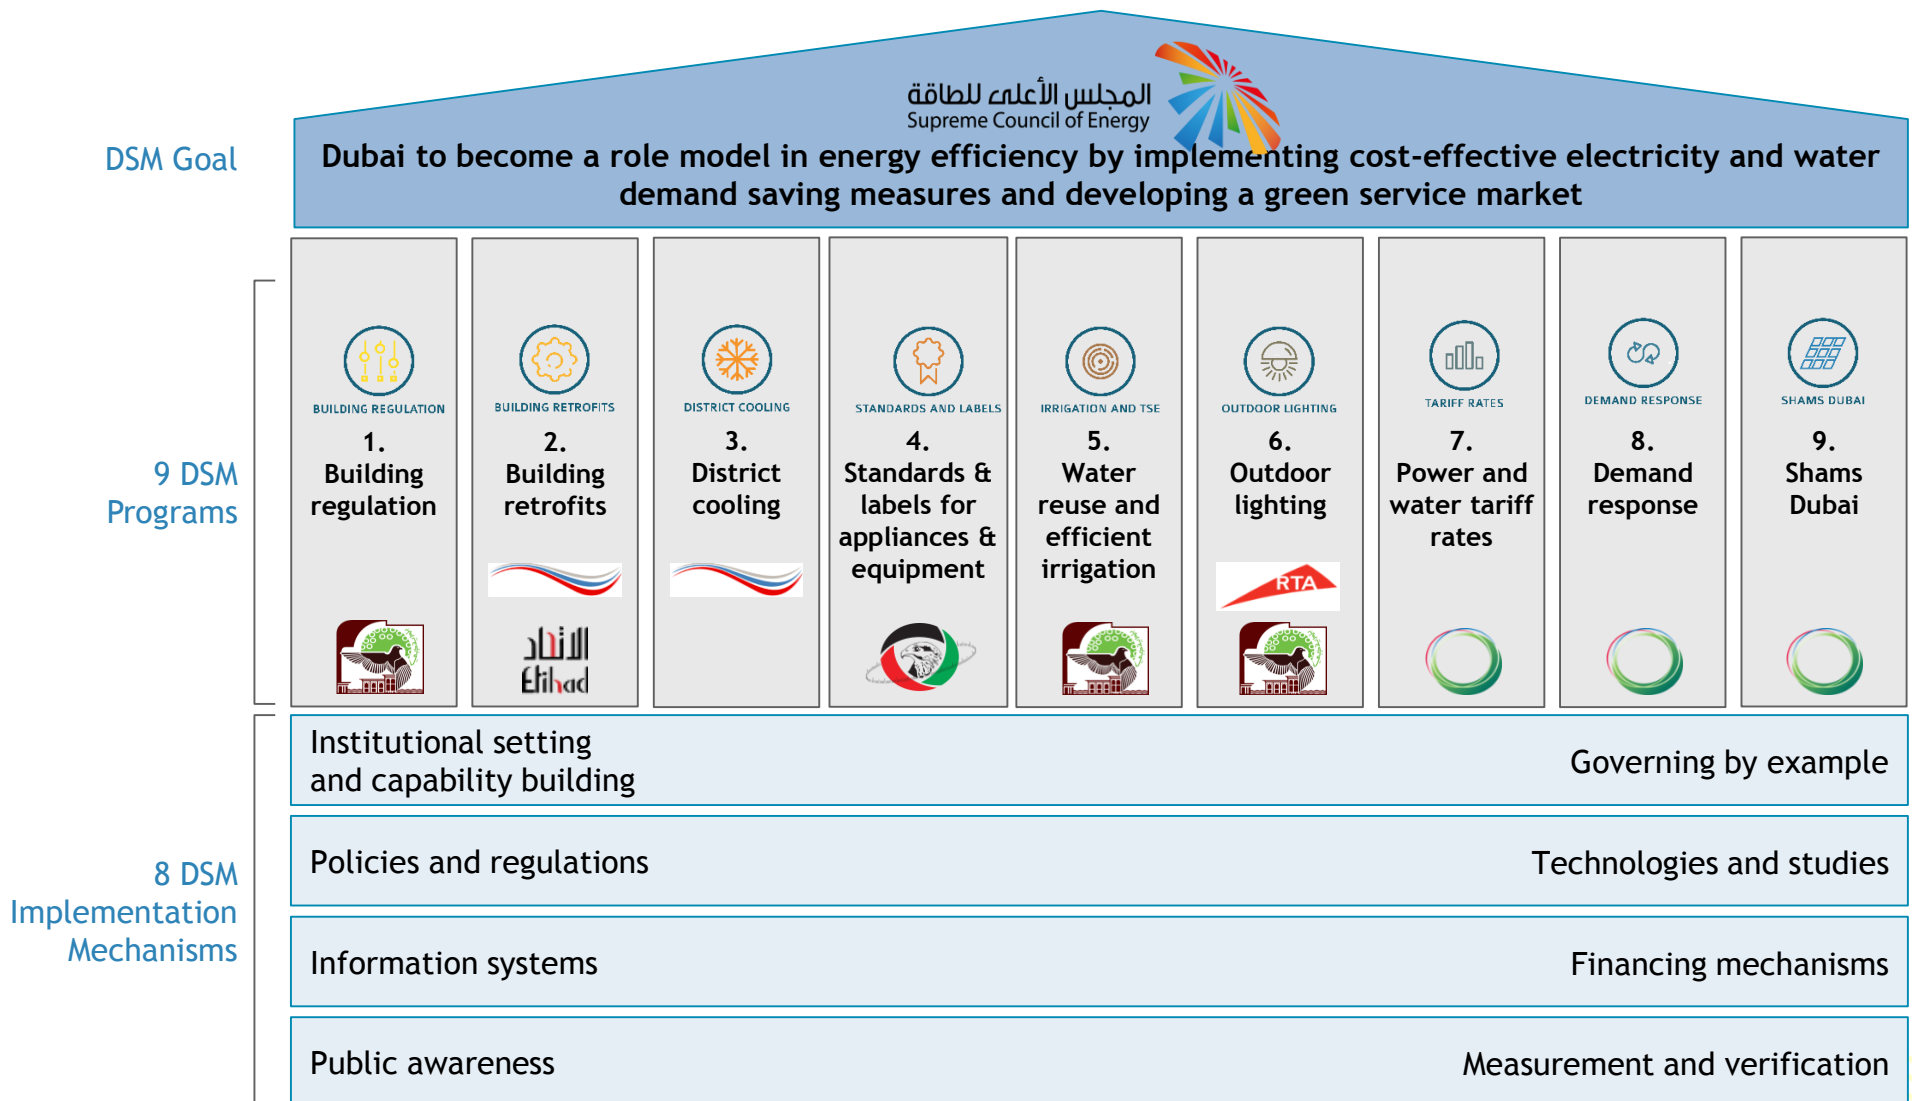 المجلس الأعلى للطاقة
Supreme Council of Energy
DSM Goal
Dubai to become a role model in energy efficiency by implementing cost-effective electricity and water
demand saving measures and developing a green service market
9 DSM
Programs
BUILDING REGULATION
1.
Building
regulation
BUILDING RETROFITS
2.
Building
retrofits
الاتحاد
Etihad
DISTRICT COOLING
3.
District
cooling
STANDARDS AND LABELS
4.
Standards &
labels for
appliances &
equipment
IRRIGATION AND TSE
5.
Water
reuse and
efficient
irrigation
OUTDOOR LIGHTING
6.
Outdoor
lighting
RTA
TARIFF RATES
7.
Power and
water tariff
rates
DEMAND RESPONSE
8.
Demand
response
SHAMS DUBAI
9.
Shams
Dubai
8 DSM
Implementation
Mechanisms
Institutional setting
and capability building
Governing by example
Policies and regulations
Technologies and studies
Information systems
Financing mechanisms
Public awareness
Measurement and verification